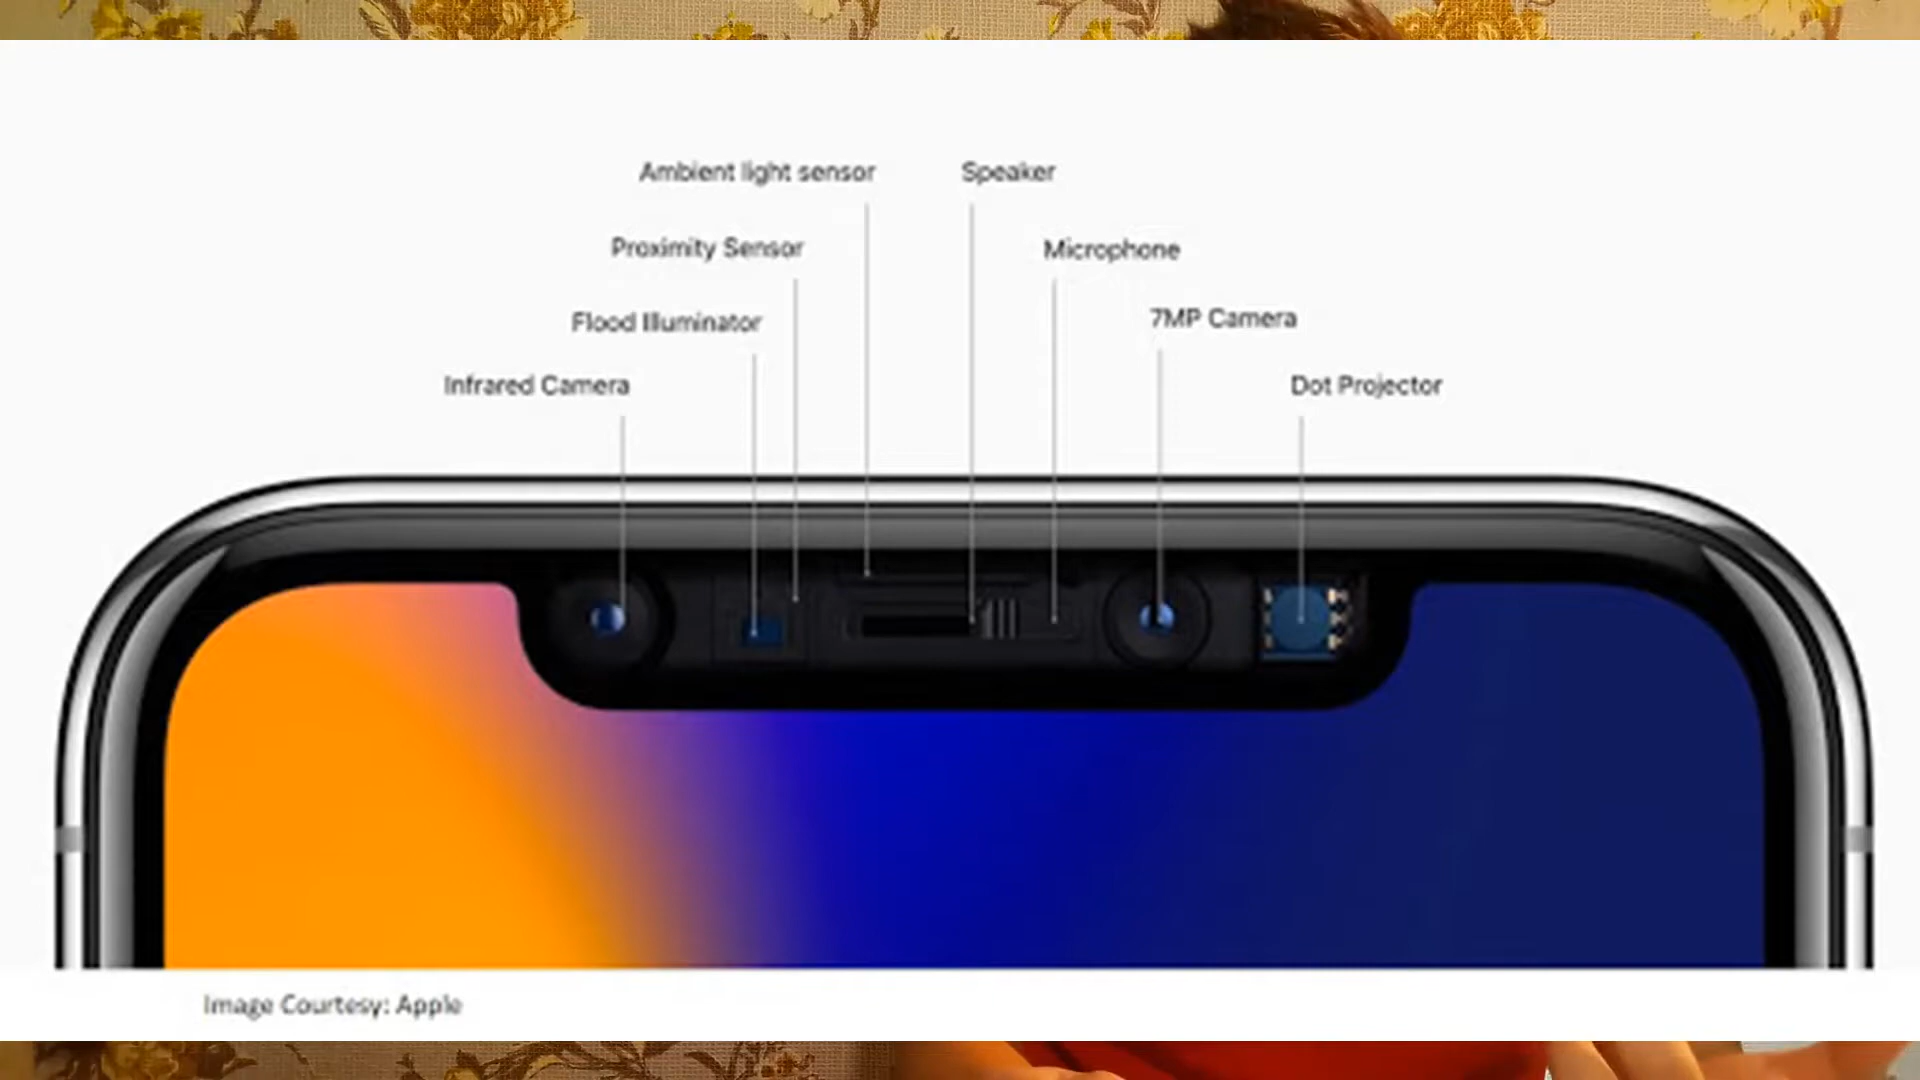 Ambient light sensor
Speaker
Proximity Sensor
Microphone
Flood Illuminator
7MP Camera
Infrared Camera
Dot Projector
Image Courtesy: Apple